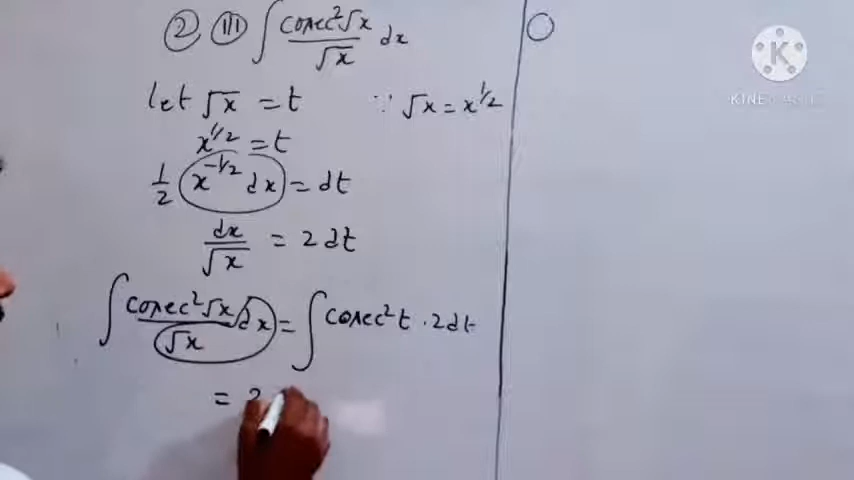 ② (iii) ∫ cosec²√x / √x dx
let √x = t ∵ √x = x^1/2
x^1/2 = t
1/2 x^-1/2 dx = dt
dx/√x = 2 dt
∫ cosec²√x / √x dx = ∫ cosec²t · 2dt
= 2
K